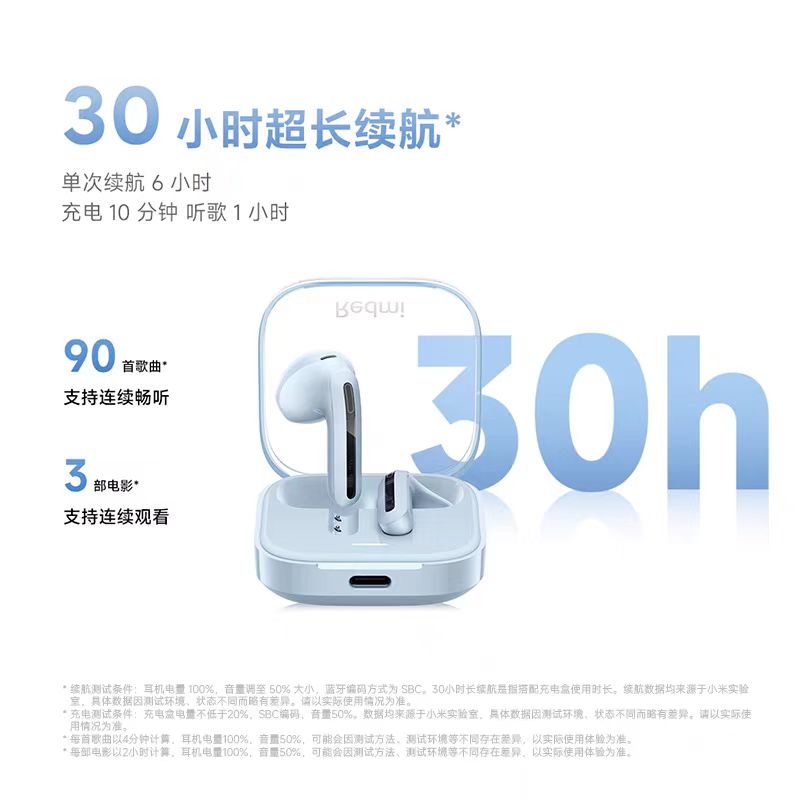 30 小时超长续航*
单次续航 6 小时
充电 10 分钟 听歌 1 小时
Redmi
90 首歌曲*
支持连续畅听
30h
3 部电影*
支持连续观看
* 续航测试条件：耳机电量 100%，音量调至 50% 大小，蓝牙编码方式为 SBC。30小时长续航是指搭配充电盒使用时长。续航数据均来源于小米实验
室，具体数据因测试环境、状态不同而略有差异。请以实际使用情况为准。
* 充电测试条件：充电盒电量不低于20%，SBC编码，音量50%。数据均来源于小米实验室，具体数据因测试环境、状态不同而略有差异。请以实际使
用情况为准。
* 每首歌曲以4分钟计算，耳机电量100%，音量50%，可能会因测试方法、测试环境等不同存在差异，以实际使用体验为准。
* 每部电影以2小时计算，耳机电量100%，音量50%，可能会因测试方法、测试环境等不同存在差异，以实际使用体验为准。